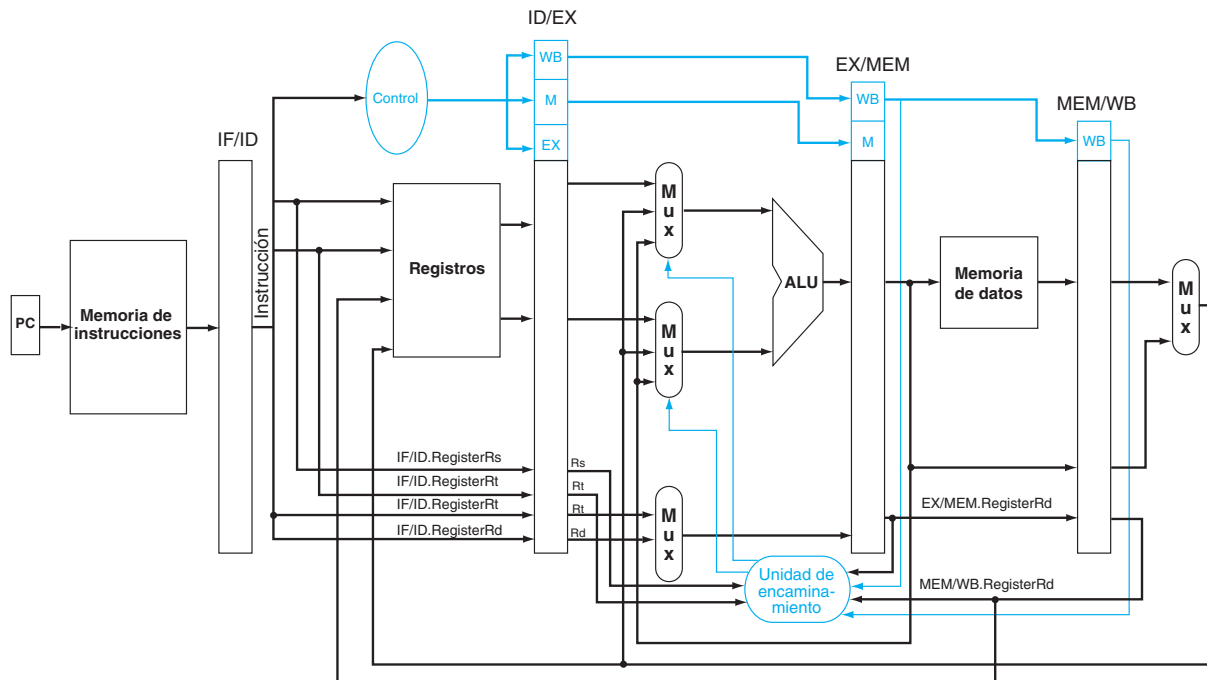 ID/EX
WB
M
EX
Control
EX/MEM
WB
M
MEM/WB
WB
IF/ID
PC
Memoria de
instrucciones
Instrucción
Registros
M
u
x
M
u
x
ALU
Memoria
de datos
M
u
x
IF/ID.RegisterRs
IF/ID.RegisterRt
IF/ID.RegisterRt
IF/ID.RegisterRd
Rs
Rt
Rt
Rd
M
u
x
EX/MEM.RegisterRd
Unidad de
encamina-
miento
MEM/WB.RegisterRd